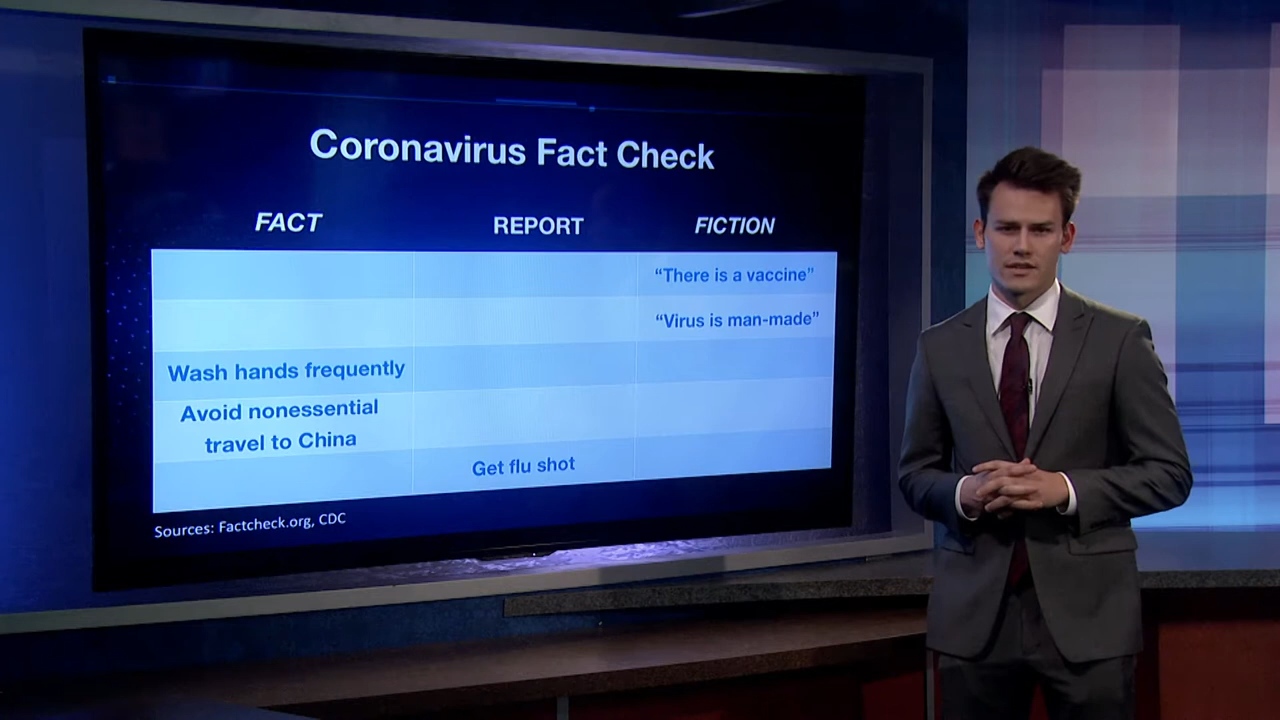 Coronavirus Fact Check
FACT REPORT FICTION
“There is a vaccine”
“Virus is man-made”
Wash hands frequently
Avoid nonessential
travel to China
Get flu shot
Sources: Factcheck.org, CDC